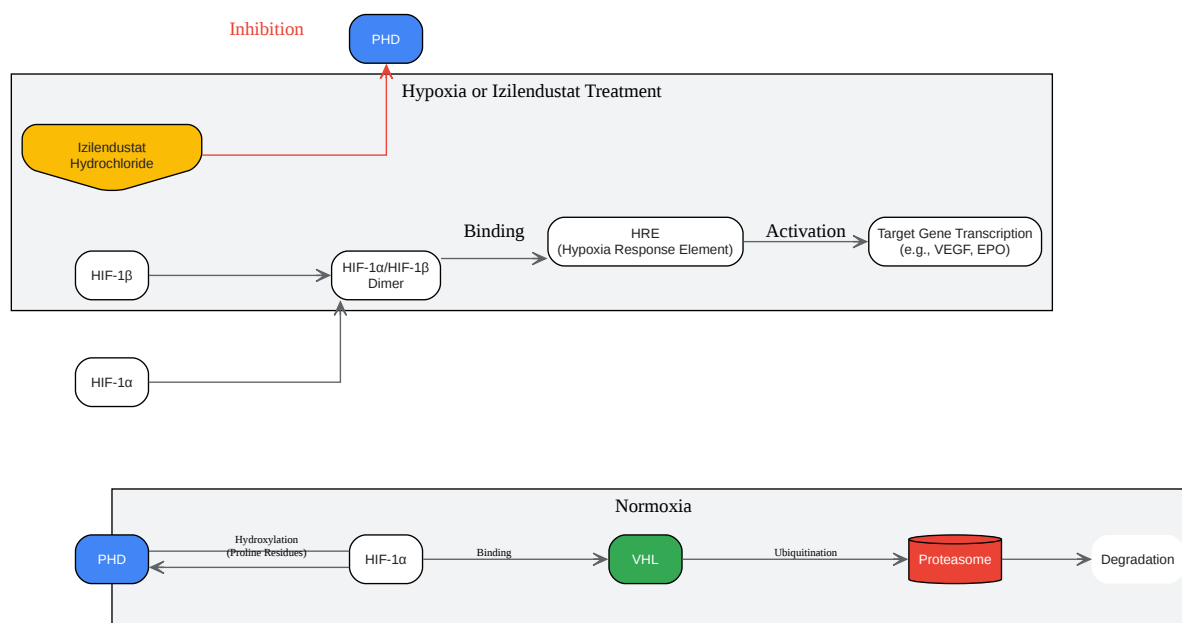 Inhibition
PHD
Hypoxia or Izilendustat Treatment
Izilendustat
Hydrochloride
HIF-1β
HIF-1α/HIF-1β
Dimer
Binding
HRE
(Hypoxia Response Element)
Activation
Target Gene Transcription
(e.g., VEGF, EPO)
HIF-1α
Normoxia
PHD
Hydroxylation
(Proline Residues)
HIF-1α
Binding
VHL
Ubiquitination
Proteasome
Degradation